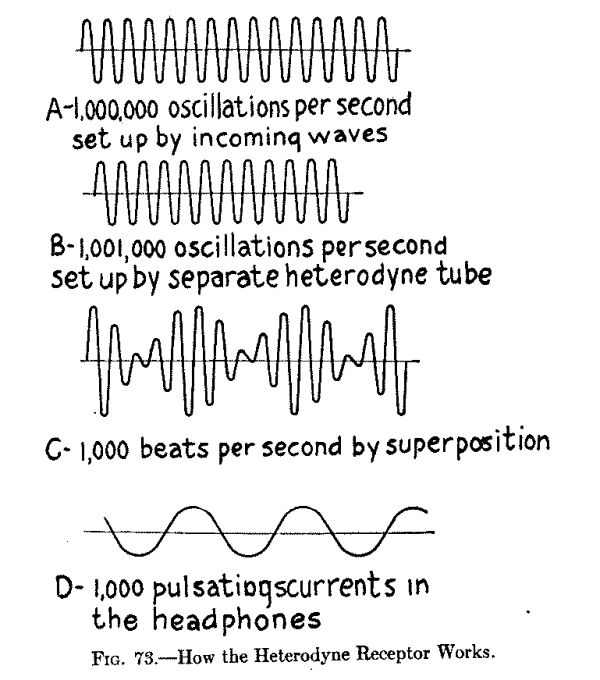 A-1,000,000 oscillations per second
set up by incoming waves
B-1,001,000 oscillations per second
set up by separate heterodyne tube
C- 1,000 beats per second by superposition
D- 1,000 pulsatingscurrents in
the headphones
FIG. 73.—How the Heterodyne Receptor Works.